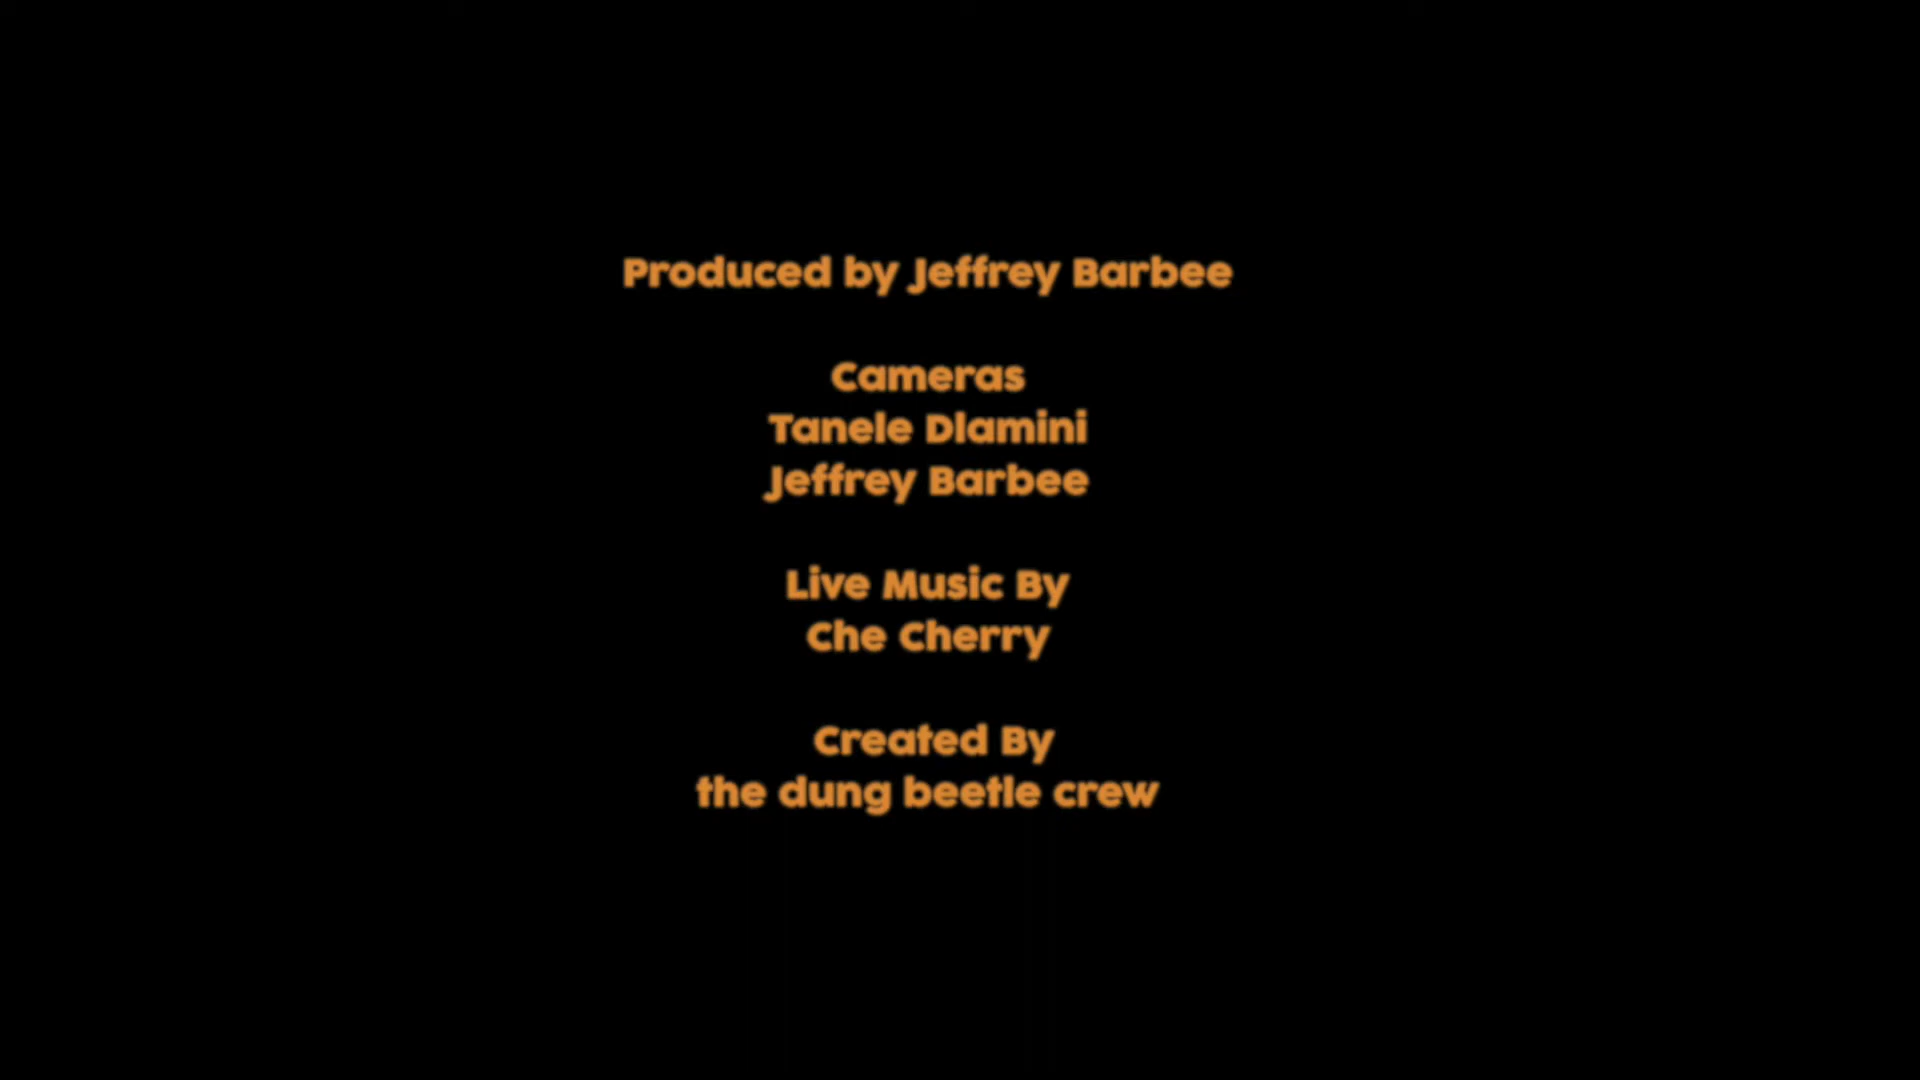 Produced by Jeffrey Barbee
Cameras
Tanele Dlamini
Jeffrey Barbee
Live Music By
Che Cherry
Created By
the dung beetle crew